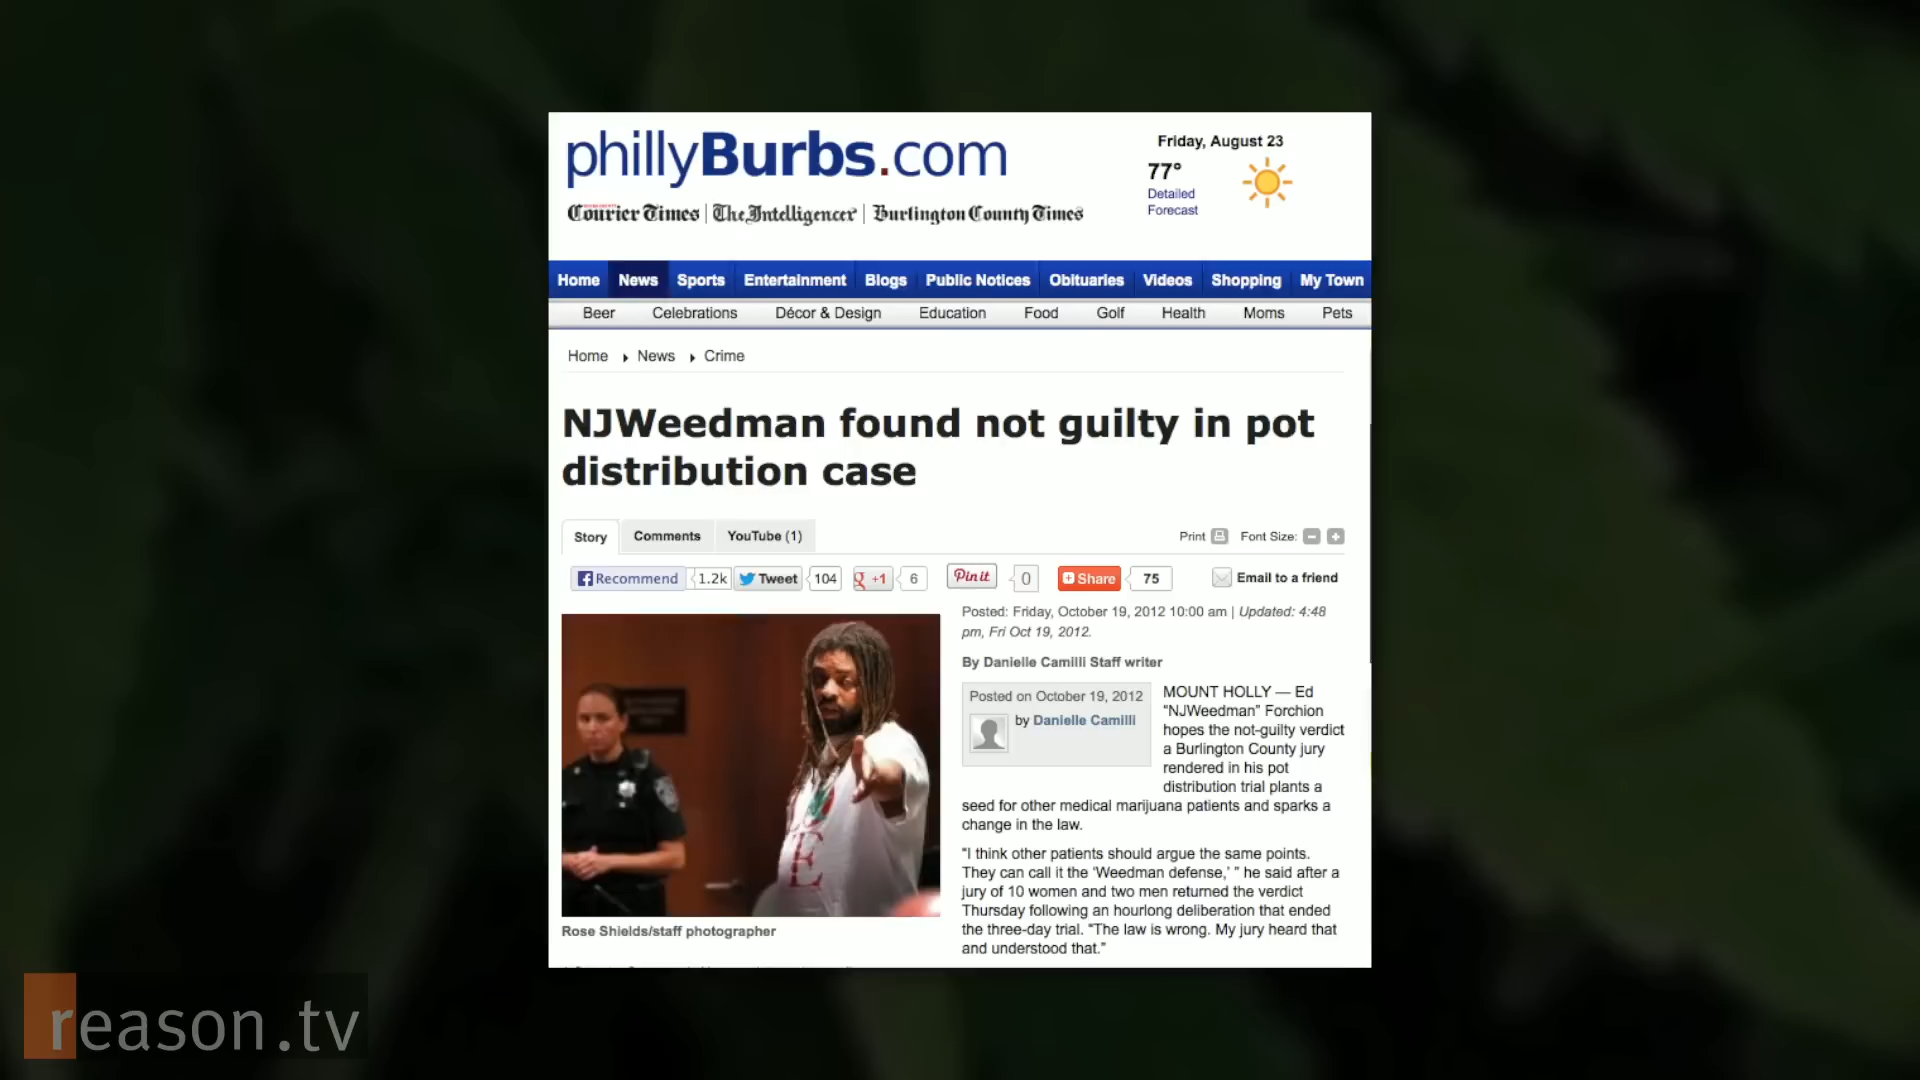 phillyBurbs.com
Friday, August 23
77°
Detailed
Forecast
Courier Times | The Intelligencer | Burlington County Times
Home News Sports Entertainment Blogs Public Notices Obituaries Videos Shopping My Town
Beer Celebrations Décor & Design Education Food Golf Health Moms Pets
Home News Crime
NJWeedman found not guilty in pot
distribution case
Story Comments YouTube (1)
Print Font Size:
Recommend 1.2k Tweet 104 g +1 6 Pin it 0 Share 75 Email to a friend
Posted: Friday, October 19, 2012 10:00 am | Updated: 4:48
pm, Fri Oct 19, 2012.
By Danielle Camilli Staff writer
Posted on October 19, 2012
by Danielle Camilli
MOUNT HOLLY — Ed
“NJWeedman” Forchion
hopes the not-guilty verdict
a Burlington County jury
rendered in his pot
distribution trial plants a
seed for other medical marijuana patients and sparks a
change in the law.
“I think other patients should argue the same points.
They can call it the ‘Weedman defense,’ ” he said after a
jury of 10 women and two men returned the verdict
Thursday following an hourlong deliberation that ended
the three-day trial. “The law is wrong. My jury heard that
and understood that.”
Rose Shields/staff photographer
reason.tv